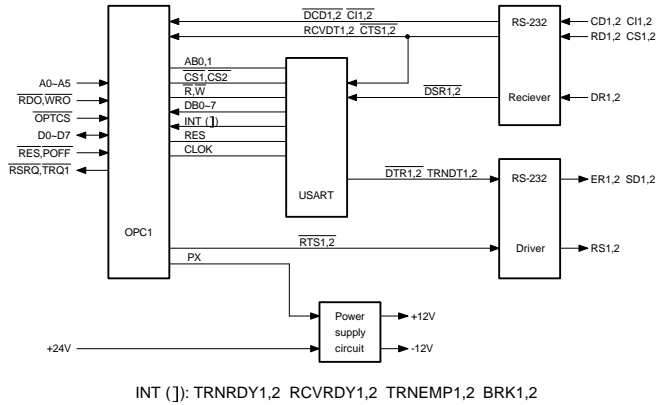 DCD1,2 CI1,2
RCVDT1,2 CTS1,2
RS-232
CD1,2 CI1,2
RD1,2 CS1,2
AB0,1
CS1,CS2
R,W
DB0~7
INT (])
RES
CLOK
DSR1,2
Reciever
DR1,2
A0~A5
RDO,WRO
OPTCS
D0~D7
RES,POFF
RSRQ,TRQ1
USART
DTR1,2 TRNDT1,2
RS-232
ER1,2 SD1,2
OPC1
RTS1,2
Driver
RS1,2
PX
Power
supply
circuit
+12V
+24V
-12V
INT (]): TRNRDY1,2 RCVRDY1,2 TRNEMP1,2 BRK1,2